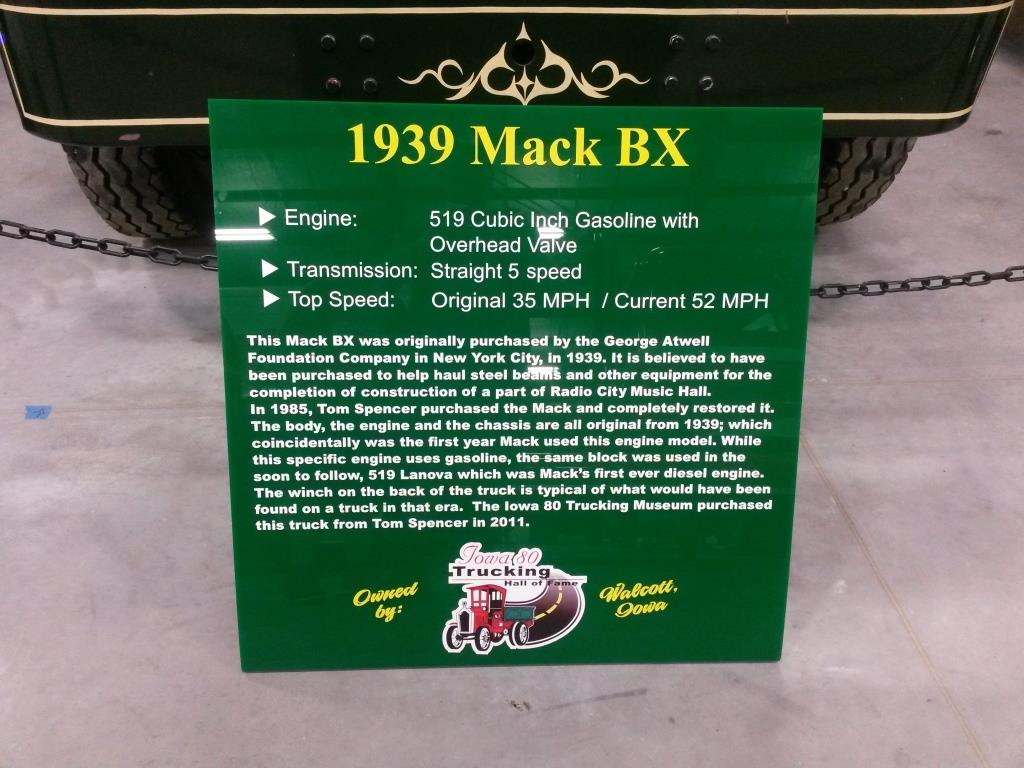 1939 Mack BX
Engine: 519 Cubic Inch Gasoline with
Overhead Valve
Transmission: Straight 5 speed
Top Speed: Original 35 MPH / Current 52 MPH
This Mack BX was originally purchased by the George Atwell
Foundation Company in New York City, in 1939. It is believed to have
been purchased to help haul steel beams and other equipment for the
completion of construction of a part of Radio City Music Hall.
In 1985, Tom Spencer purchased the Mack and completely restored it.
The body, the engine and the chassis are all original from 1939; which
coincidentally was the first year Mack used this engine model. While
this specific engine uses gasoline, the same block was used in the
soon to follow, 519 Lanova which was Mack's first ever diesel engine.
The winch on the back of the truck is typical of what would have been
found on a truck in that era. The Iowa 80 Trucking Museum purchased
this truck from Tom Spencer in 2011.
Owned
by:
Iowa 80
Trucking
Hall of Fame
Walcott,
Iowa